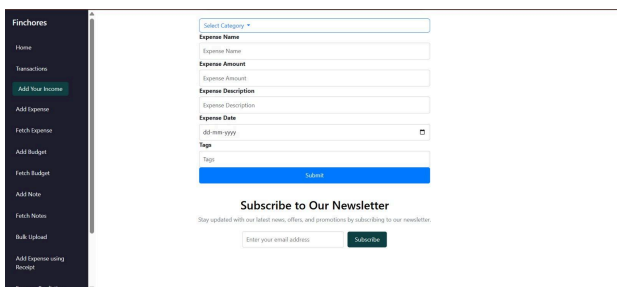 Finchores
Home
Transactions
Add Your Income
Add Expense
Fetch Expense
Add Budget
Fetch Budget
Add Note
Fetch Notes
Bulk Upload
Add Expense using
Receipt
Select Category
Expense Name
Expense Name
Expense Amount
Expense Amount
Expense Description
Expense Description
Expense Date
dd-mm-yyyy
Tags
Tags
Submit
Subscribe to Our Newsletter
Stay updated with our latest news, offers, and promotions by subscribing to our newsletter.
Enter your email address
Subscribe